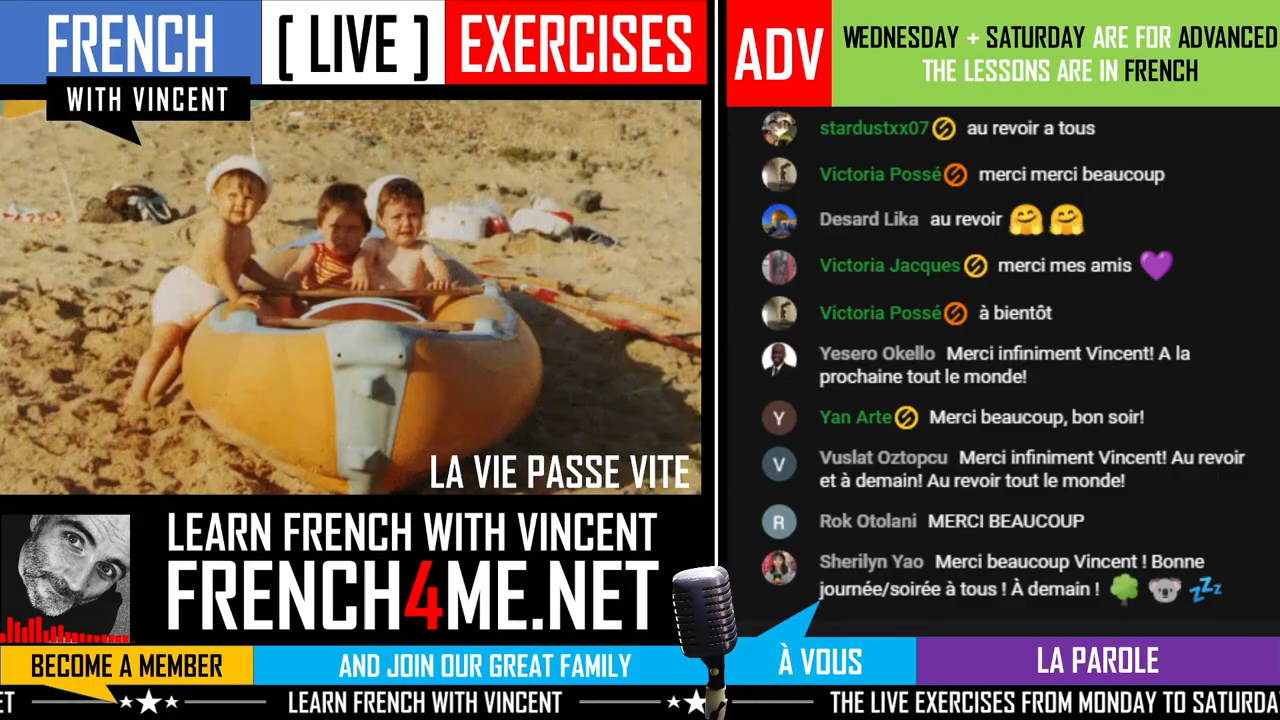 FRENCH
[ LIVE ]
EXERCISES
WITH VINCENT
ADV
WEDNESDAY + SATURDAY ARE FOR ADVANCED
THE LESSONS ARE IN FRENCH
stardustxx07 au revoir a tous
Victoria Possé merci merci beaucoup
Desard Lika au revoir 🤗 🤗
Victoria Jacques merci mes amis 💜
Victoria Possé à bientôt
Yesero Okello Merci infiniment Vincent! A la
prochaine tout le monde!
Y
Yan Arte Merci beaucoup, bon soir!
V
Vuslat Oztopcu Merci infiniment Vincent! Au revoir
et à demain! Au revoir tout le monde!
R
Rok Otolani MERCI BEAUCOUP
Sherilyn Yao Merci beaucoup Vincent ! Bonne
journée/soirée à tous ! À demain ! 🌳 🐨 💤
LA VIE PASSE VITE
LEARN FRENCH WITH VINCENT
FRENCH4ME.NET
BECOME A MEMBER
AND JOIN OUR GREAT FAMILY
À VOUS
LA PAROLE
ET
LEARN FRENCH WITH VINCENT
THE LIVE EXERCISES FROM MONDAY TO SATURDA